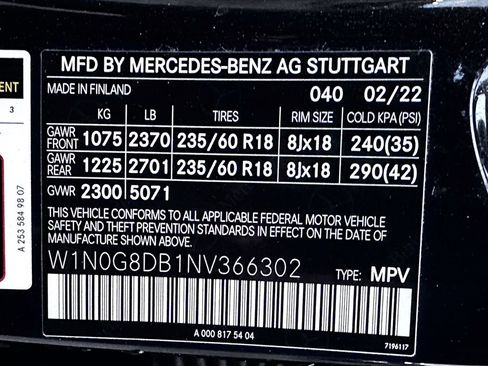 MFD BY MERCEDES-BENZ AG STUTTGART
MADE IN FINLAND 040 02/22
KG LB TIRES RIM SIZE COLD KPA (PSI)
GAWR FRONT 1075 2370 235/60 R18 8Jx18 240(35)
GAWR REAR 1225 2701 235/60 R18 8Jx18 290(42)
GVWR 2300 5071
THIS VEHICLE CONFORMS TO ALL APPLICABLE FEDERAL MOTOR VEHICLE
SAFETY AND THEFT PREVENTION STANDARDS IN EFFECT ON THE DATE OF
MANUFACTURE SHOWN ABOVE.
W1N0G8DB1NV366302 TYPE: MPV
A 000 817 54 04
7196117
3
A 253 584 98 07